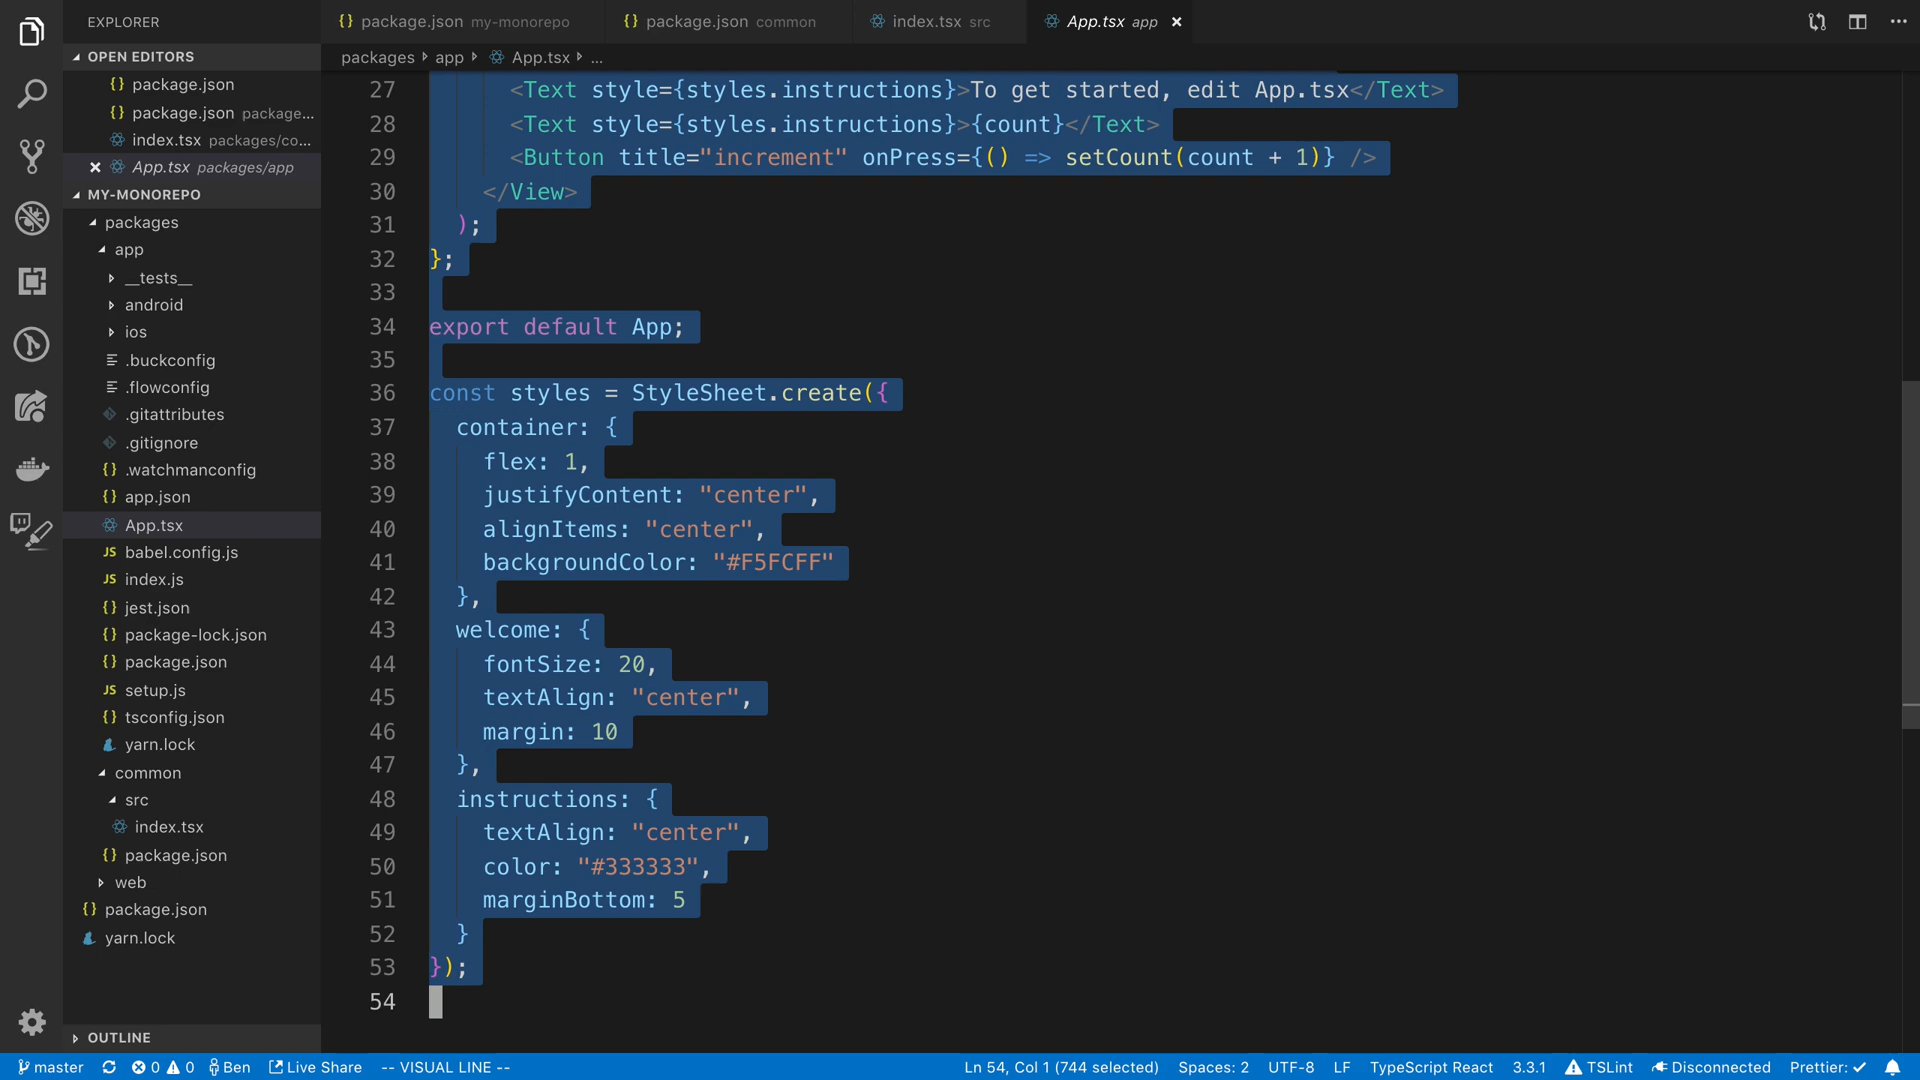 EXPLORER
OPEN EDITORS
{} package.json
{} package.json package...
index.tsx packages/co...
App.tsx packages/app
MY-MONOREPO
packages
app
__tests__
android
ios
.buckconfig
.flowconfig
.gitattributes
.gitignore
{} .watchmanconfig
{} app.json
App.tsx
JS babel.config.js
JS index.js
{} jest.json
{} package-lock.json
{} package.json
JS setup.js
{} tsconfig.json
yarn.lock
common
src
index.tsx
{} package.json
web
{} package.json
yarn.lock
OUTLINE
{} package.json my-monorepo
{} package.json common
index.tsx src
App.tsx app
packages app App.tsx ...
27 <Text style={styles.instructions}>To get started, edit App.tsx</Text>
28 <Text style={styles.instructions}>{count}</Text>
29 <Button title="increment" onPress={() => setCount(count + 1)} />
30 </View>
31 );
32 };
33
34 export default App;
35
36 const styles = StyleSheet.create({
37 container: {
38 flex: 1,
39 justifyContent: "center",
40 alignItems: "center",
41 backgroundColor: "#F5FCFF"
42 },
43 welcome: {
44 fontSize: 20,
45 textAlign: "center",
46 margin: 10
47 },
48 instructions: {
49 textAlign: "center",
50 color: "#333333",
51 marginBottom: 5
52 }
53 });
54
master 0 0 Ben Live Share -- VISUAL LINE -- Ln 54, Col 1 (744 selected) Spaces: 2 UTF-8 LF TypeScript React 3.3.1 TSLint Disconnected Prettier: ✓